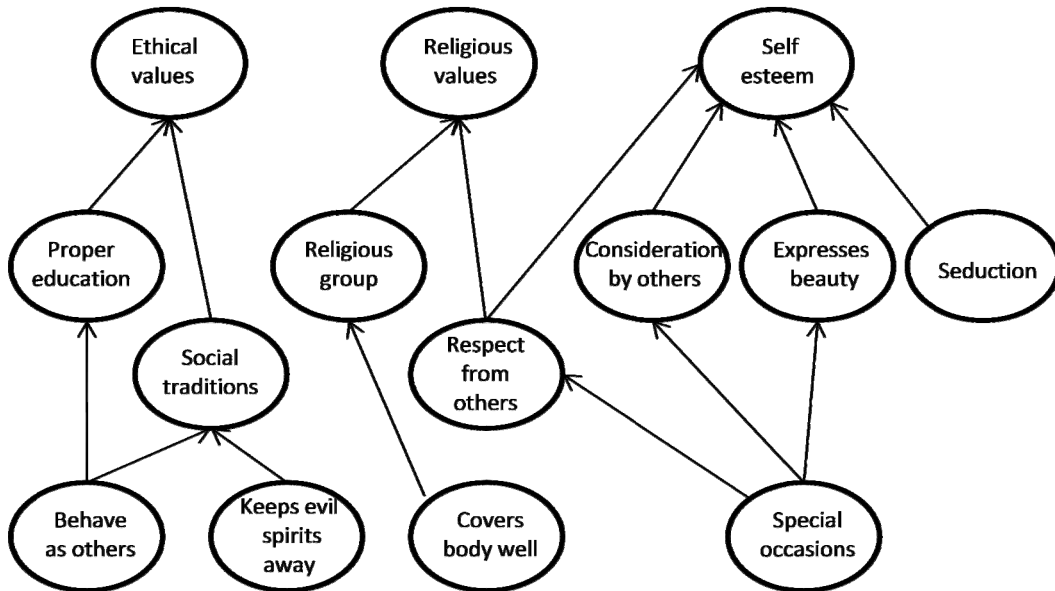 Ethical
values
Religious
values
Self
esteem
Proper
education
Religious
group
Consideration
by others
Expresses
beauty
Seduction
Social
traditions
Respect
from
others
Behave
as others
Keeps evil
spirits
away
Covers
body well
Special
occasions